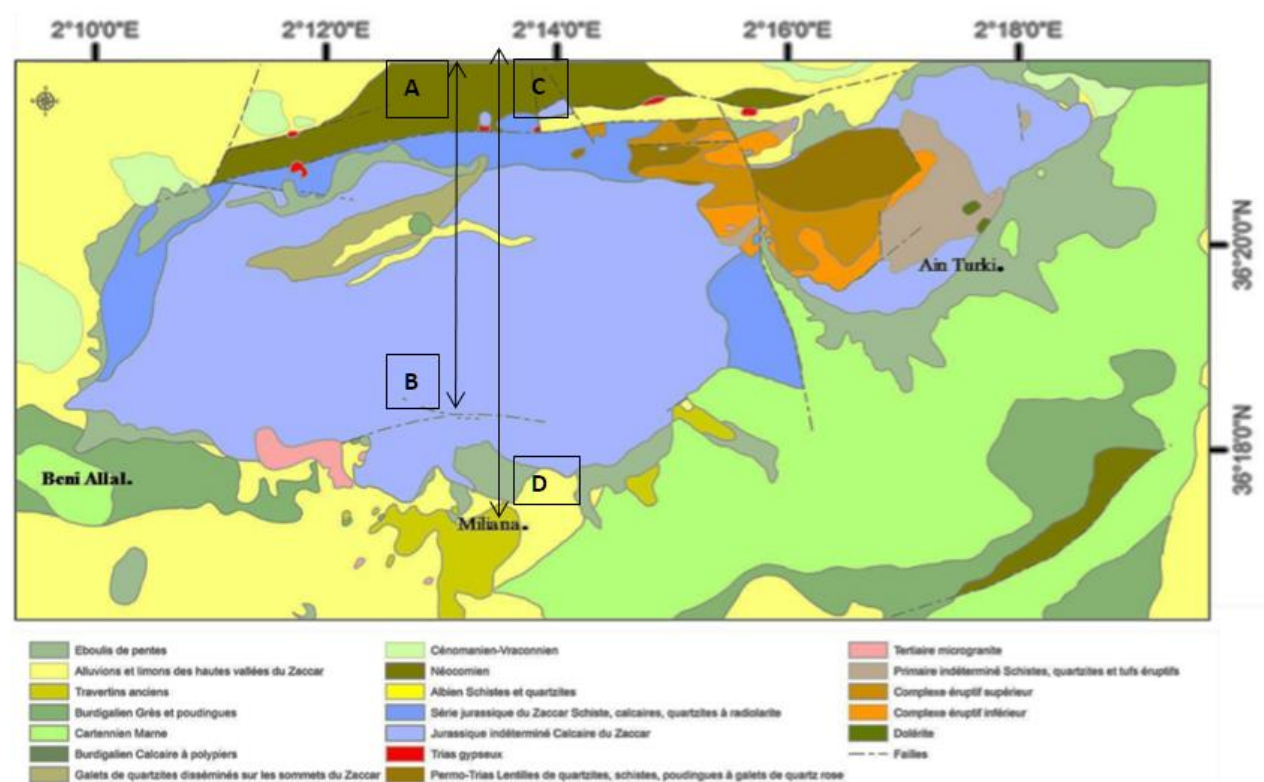 2°10'0"E 2°12'0"E 2°14'0"E 2°16'0"E 2°18'0"E
A
C
36°20'0"N
Ain Turki.
B
36°18'0"N
Beni Allal.
D
Miliana.
Eboulis de pentes
Alluvions et limons des hautes vallées du Zaccar
Travertins anciens
Burdigalien Grès et poudingues
Cartennien Marne
Burdigalien Calcaire à polypiers
Galets de quartzites disséminés sur les sommets du Zaccar
Cénomanien-Vraconnien
Néocomien
Albien Schistes et quartzites
Série jurassique du Zaccar Schiste, calcaires, quartzites à radiolarite
Jurassique indéterminé Calcaire du Zaccar
Trias gypseux
Permo-Trias Lentilles de quartzites, schistes, poudingues à galets de quartz rose
Tertiaire microgranite
Primaire indéterminé Schistes, quartzites et tufs éruptifs
Complexe éruptif supérieur
Complexe éruptif inférieur
Dolérite
Failles